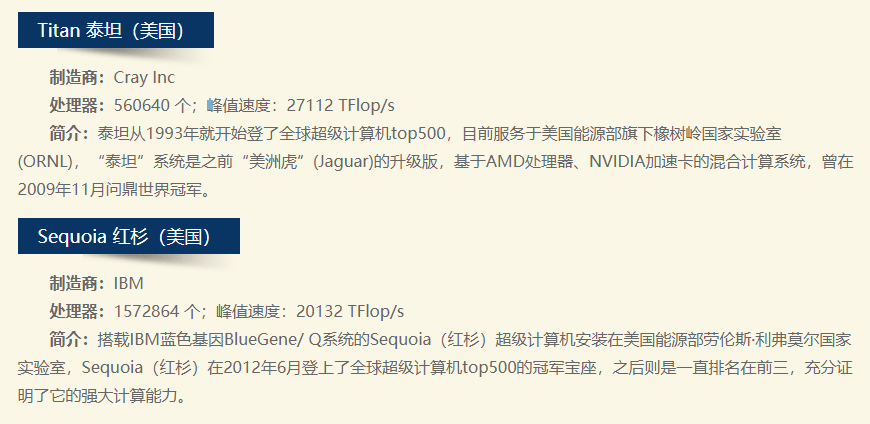 Titan 泰坦（美国）
制造商：Cray Inc
处理器：560640 个；峰值速度：27112 TFlop/s
简介：泰坦从1993年就开始登了全球超级计算机top500，目前服务于美国能源部旗下橡树岭国家实验室
(ORNL)，“泰坦”系统是之前“美洲虎”(Jaguar)的升级版，基于AMD处理器、NVIDIA加速卡的混合计算系统，曾在
2009年11月问鼎世界冠军。
Sequoia 红杉（美国）
制造商：IBM
处理器：1572864 个；峰值速度：20132 TFlop/s
简介：搭载IBM蓝色基因BlueGene/ Q系统的Sequoia（红杉）超级计算机安装在美国能源部劳伦斯·利弗莫尔国家
实验室，Sequoia（红杉）在2012年6月登上了全球超级计算机top500的冠军宝座，之后则是一直排名在前三，充分证
明了它的强大计算能力。